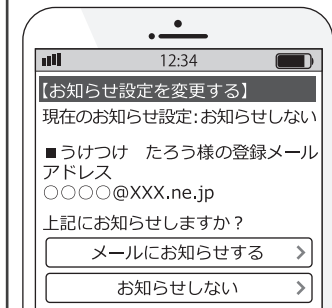 12:34
【お知らせ設定を変更する】
現在のお知らせ設定:お知らせしない
■うけつけ　たろう様の登録メール
アドレス
○○○○@XXX.ne.jp
上記にお知らせしますか？
メールにお知らせする　>
お知らせしない　>